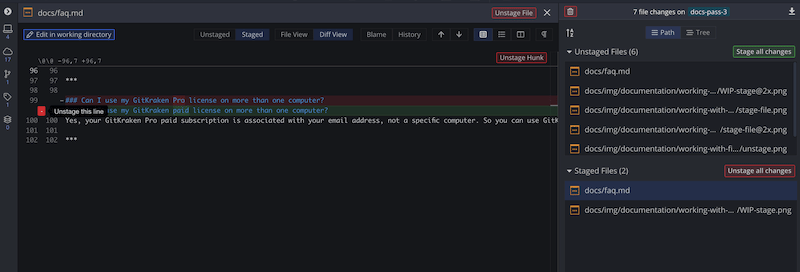 docs/faq.md
Unstage File
7 file changes on docs-pass-3
Edit in working directory
Unstaged Staged File View Diff View Blame History
Path Tree
-96,7 +96,7
Unstage Hunk
Unstaged Files (6)
Stage all changes
96 96
97 97 ***
98 98
99 -### Can I use my GitKraken Pro license on more than one computer?
Unstage this line
use my GitKraken paid license on more than one computer?
100 100 Yes, your GitKraken Pro paid subscription is associated with your email address, not a specific computer. So you can use GitK
101 101
102 102 ***
docs/faq.md
docs/img/documentation/working-... /WIP-stage@2x.png
docs/img/documentation/working-with-... /stage-file.png
docs/img/documentation/working-... /stage-file@2x.png
docs/img/documentation/working-with-fi... /unstage.png
Staged Files (2)
Unstage all changes
docs/faq.md
docs/img/documentation/working-with-... /WIP-stage.png
4
17
1
1
0